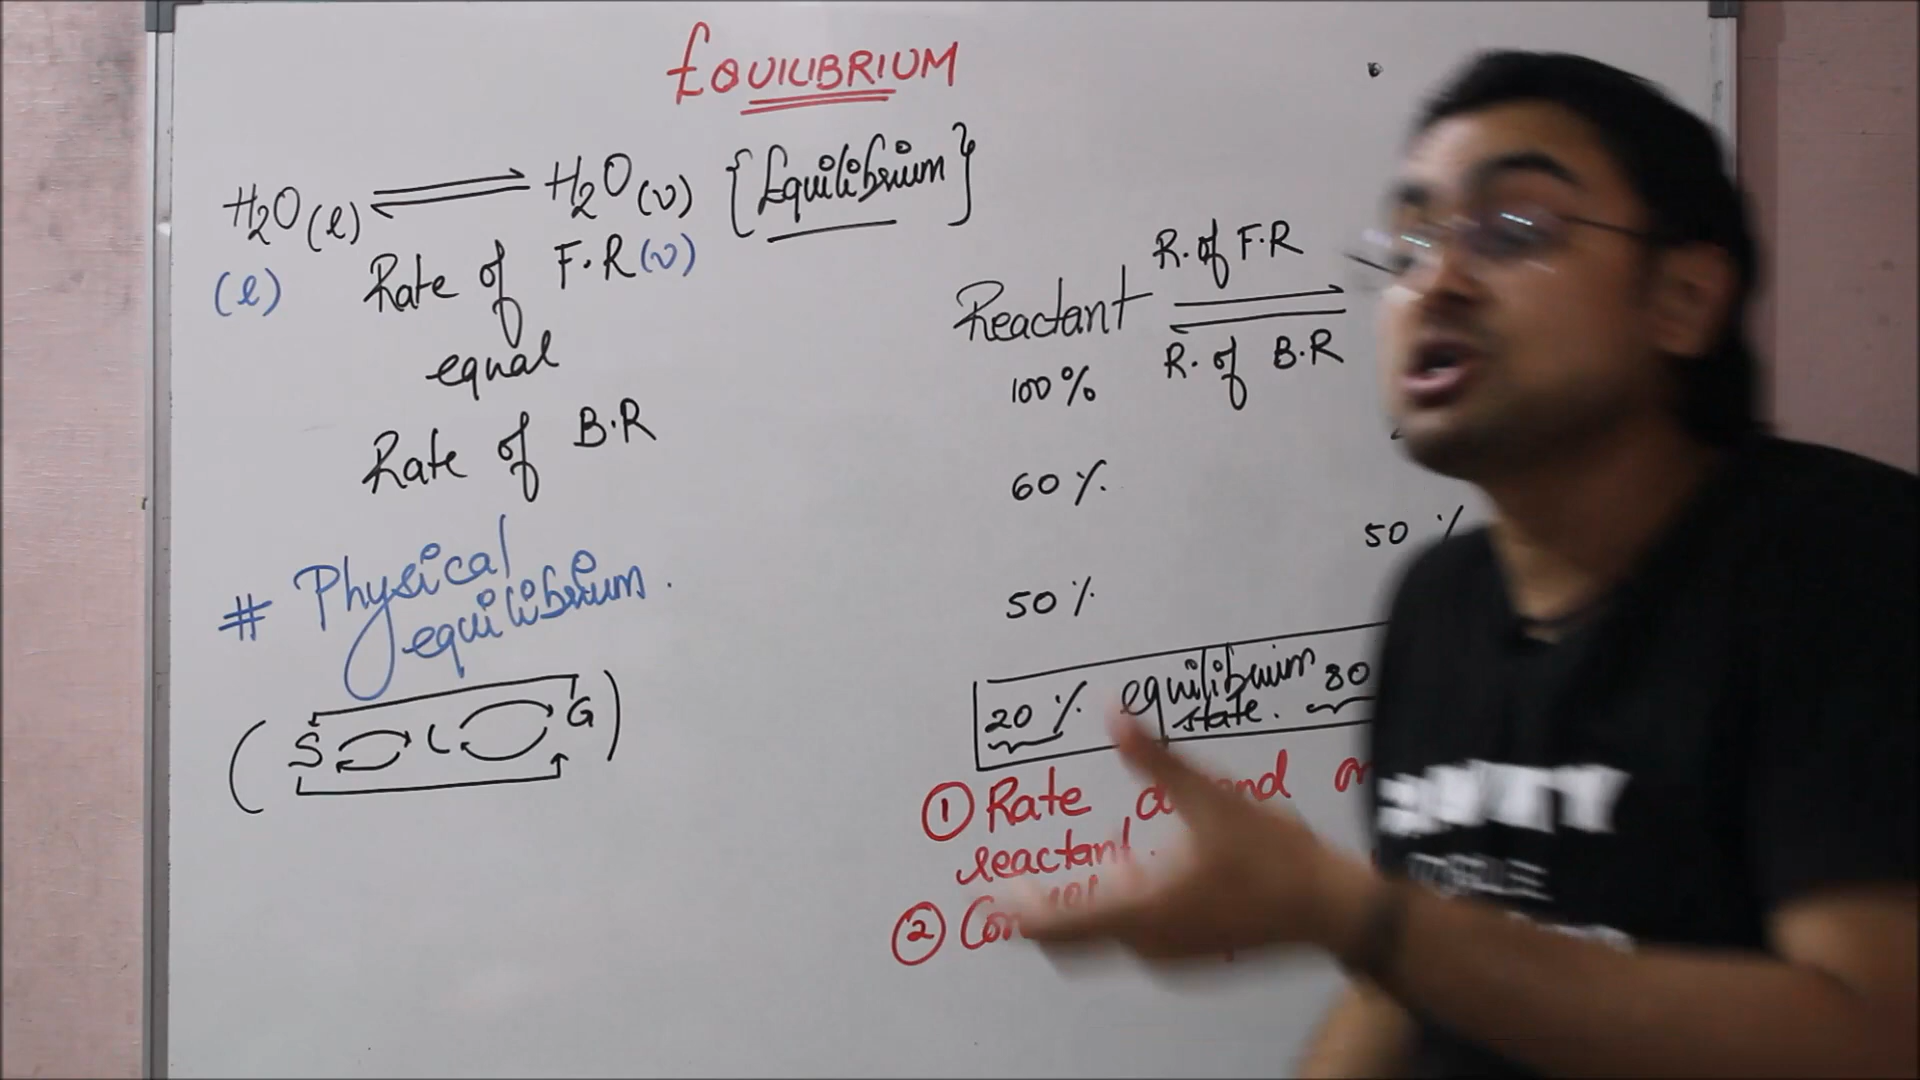 EQUILIBRIUM
H2O(l) ⇌ H2O(v) {Equilibrium}
(l) Rate of F.R (v)
equal
Rate of B.R
# Physical
equilibrium.
(S L G)
R. of F.R
Reactant
R. of B.R
100%
60%
50%
50%
20% equilibrium 80
state.
① Rate
reactant.
②